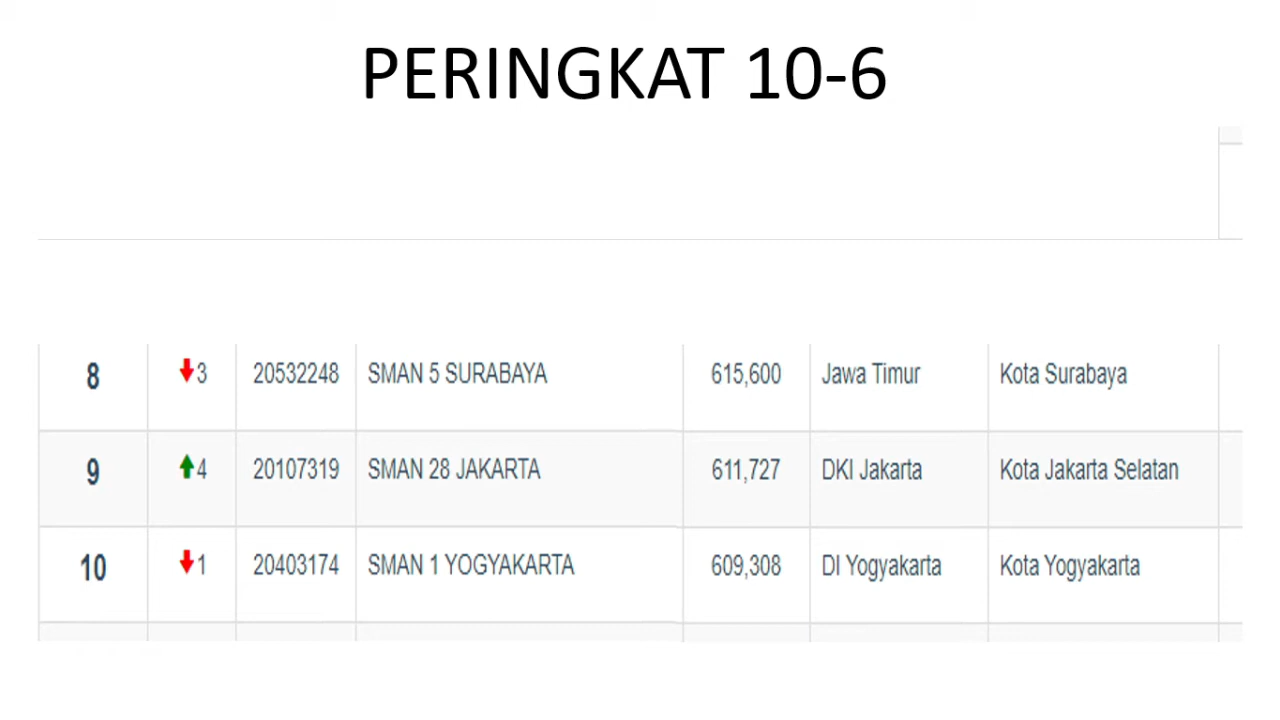 PERINGKAT 10-6
8 3 20532248 SMAN 5 SURABAYA 615,600 Jawa Timur Kota Surabaya
9 4 20107319 SMAN 28 JAKARTA 611,727 DKI Jakarta Kota Jakarta Selatan
10 1 20403174 SMAN 1 YOGYAKARTA 609,308 DI Yogyakarta Kota Yogyakarta